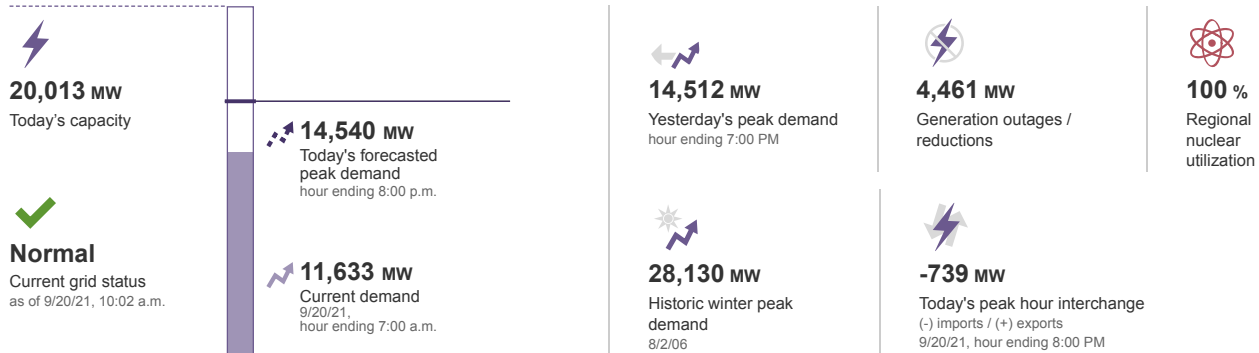 20,013 MW
Today's capacity
Normal
Current grid status
as of 9/20/21, 10:02 a.m.
14,540 MW
Today's forecasted
peak demand
hour ending 8:00 p.m.
11,633 MW
Current demand
9/20/21,
hour ending 7:00 a.m.
14,512 MW
Yesterday's peak demand
hour ending 7:00 PM
4,461 MW
Generation outages /
reductions
100 %
Regional
nuclear
utilization
28,130 MW
Historic winter peak
demand
8/2/06
-739 MW
Today's peak hour interchange
(-) imports / (+) exports
9/20/21, hour ending 8:00 PM